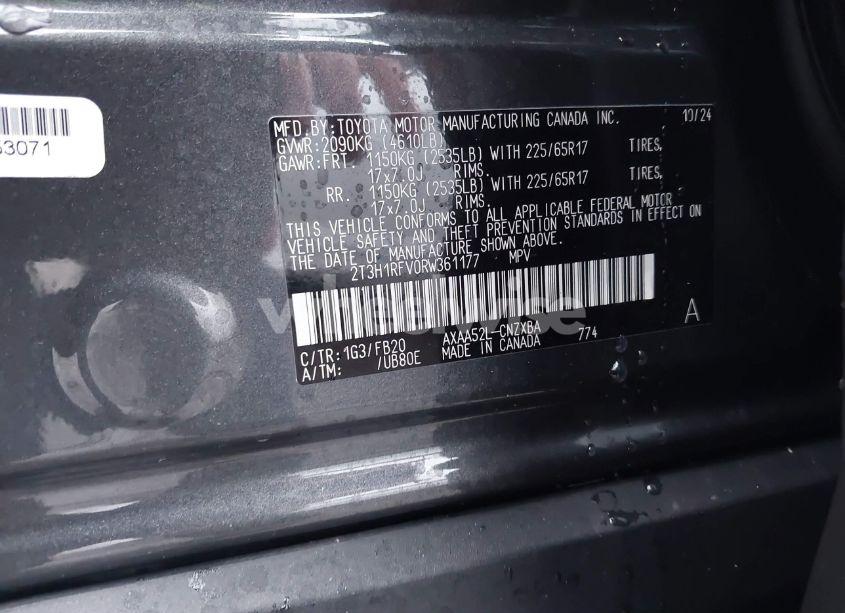 53071
MFD.BY:TOYOTA MOTOR MANUFACTURING CANADA INC. 10/24
GVWR:2090KG (4610LB)
GAWR:FRT. 1150KG (2535LB) WITH 225/65R17 TIRES,
17x7.0J RIMS.
RR. 1150KG (2535LB) WITH 225/65R17 TIRES,
17x7.0J RIMS.
THIS VEHICLE CONFORMS TO ALL APPLICABLE FEDERAL MOTOR
VEHICLE SAFETY AND THEFT PREVENTION STANDARDS IN EFFECT ON
THE DATE OF MANUFACTURE SHOWN ABOVE.
2T3H1RFV0RW361177 MPV
wheelwise
C/TR:1G3/FB20 AXAA52L-CNZXBA 774 A
A/TM: /UB80E MADE IN CANADA